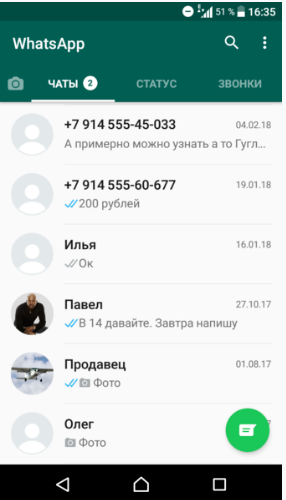 51 % 16:35
WhatsApp
ЧАТЫ 2 СТАТУС ЗВОНКИ
+7 914 555-45-033 04.02.18
А примерно можно узнать а то Гугл...
+7 914 555-60-677 19.01.18
200 рублей
Илья 16.01.18
Ок
Павел 27.10.17
В 14 давайте. Завтра напишу
Продавец 01.08.17
Фото
Олег
Фото